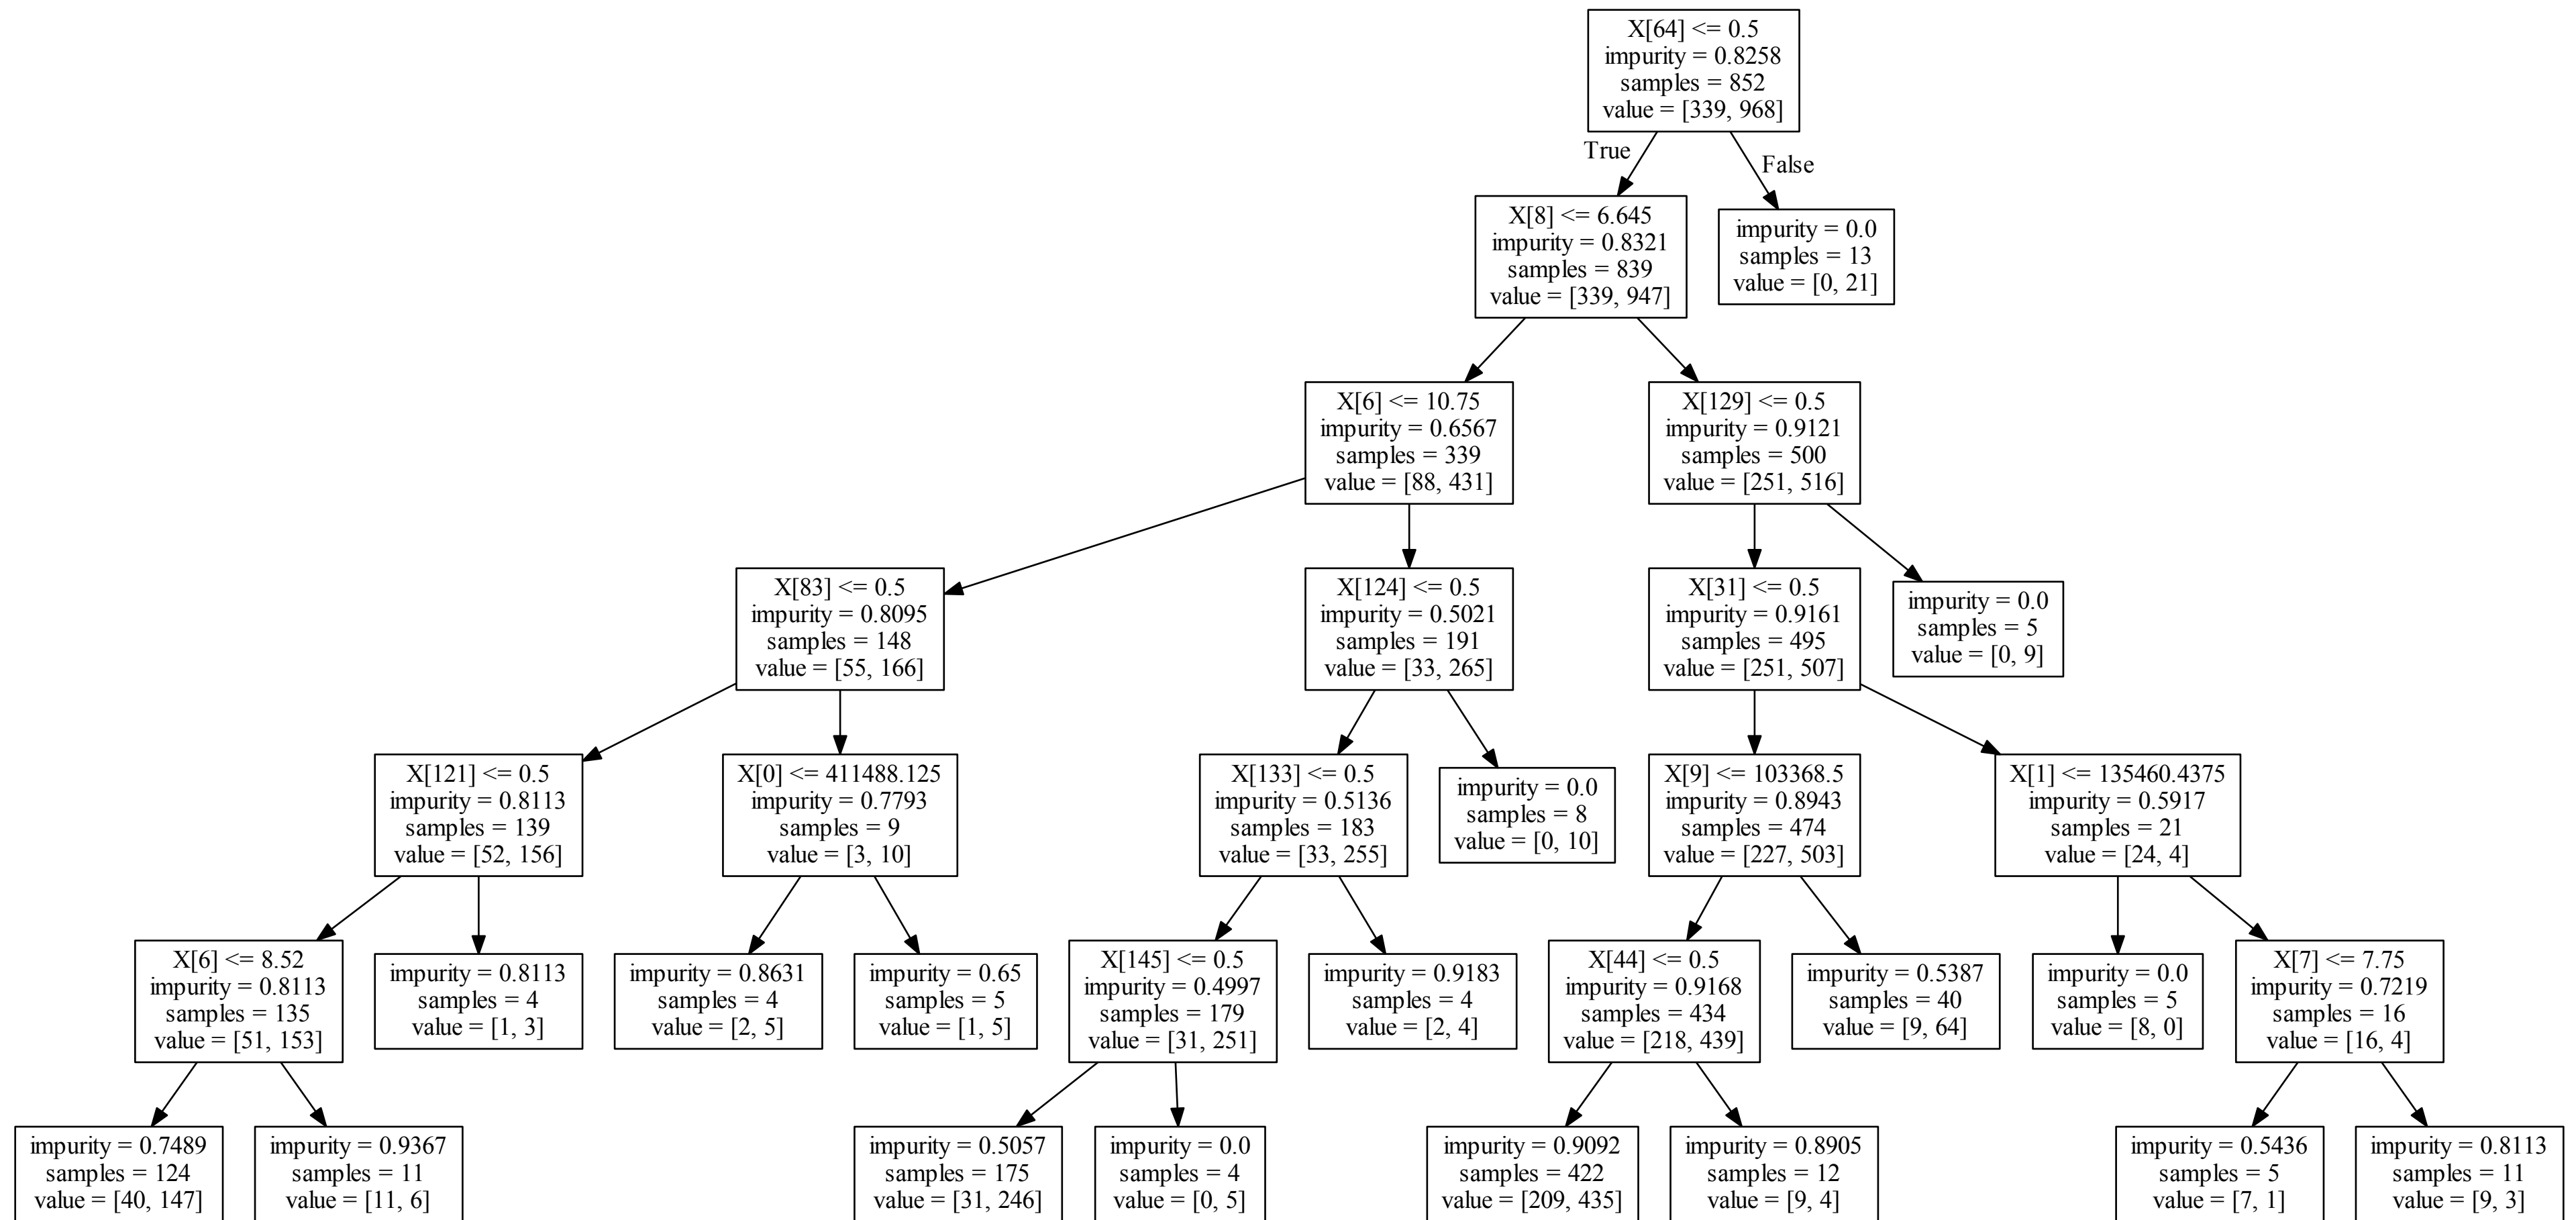 X[64] <= 0.5
impurity = 0.8258
samples = 852
value = [339, 968]
True
False
X[8] <= 6.645
impurity = 0.8321
samples = 839
value = [339, 947]
impurity = 0.0
samples = 13
value = [0, 21]
X[6] <= 10.75
impurity = 0.6567
samples = 339
value = [88, 431]
X[129] <= 0.5
impurity = 0.9121
samples = 500
value = [251, 516]
X[83] <= 0.5
impurity = 0.8095
samples = 148
value = [55, 166]
X[124] <= 0.5
impurity = 0.5021
samples = 191
value = [33, 265]
X[31] <= 0.5
impurity = 0.9161
samples = 495
value = [251, 507]
impurity = 0.0
samples = 5
value = [0, 9]
X[121] <= 0.5
impurity = 0.8113
samples = 139
value = [52, 156]
X[0] <= 411488.125
impurity = 0.7793
samples = 9
value = [3, 10]
X[133] <= 0.5
impurity = 0.5136
samples = 183
value = [33, 255]
impurity = 0.0
samples = 8
value = [0, 10]
X[9] <= 103368.5
impurity = 0.8943
samples = 474
value = [227, 503]
X[1] <= 135460.4375
impurity = 0.5917
samples = 21
value = [24, 4]
X[6] <= 8.52
impurity = 0.8113
samples = 135
value = [51, 153]
impurity = 0.8113
samples = 4
value = [1, 3]
impurity = 0.8631
samples = 4
value = [2, 5]
impurity = 0.65
samples = 5
value = [1, 5]
X[145] <= 0.5
impurity = 0.4997
samples = 179
value = [31, 251]
impurity = 0.9183
samples = 4
value = [2, 4]
X[44] <= 0.5
impurity = 0.9168
samples = 434
value = [218, 439]
impurity = 0.5387
samples = 40
value = [9, 64]
impurity = 0.0
samples = 5
value = [8, 0]
X[7] <= 7.75
impurity = 0.7219
samples = 16
value = [16, 4]
impurity = 0.7489
samples = 124
value = [40, 147]
impurity = 0.9367
samples = 11
value = [11, 6]
impurity = 0.5057
samples = 175
value = [31, 246]
impurity = 0.0
samples = 4
value = [0, 5]
impurity = 0.9092
samples = 422
value = [209, 435]
impurity = 0.8905
samples = 12
value = [9, 4]
impurity = 0.5436
samples = 5
value = [7, 1]
impurity = 0.8113
samples = 11
value = [9, 3]